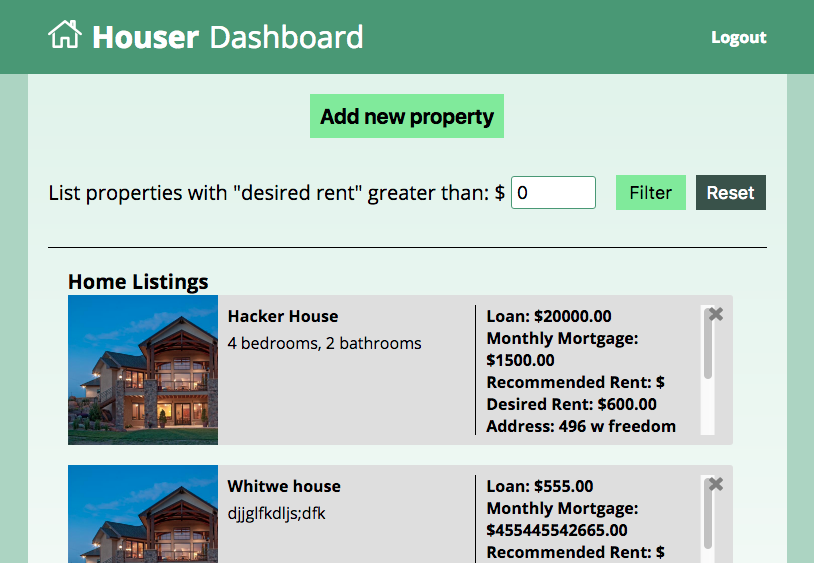 Houser Dashboard
Logout
Add new property
List properties with "desired rent" greater than: $ 0 Filter Reset
Home Listings
Hacker House
4 bedrooms, 2 bathrooms
Loan: $20000.00
Monthly Mortgage:
$1500.00
Recommended Rent: $
Desired Rent: $600.00
Address: 496 w freedom
Whitwe house
djjglfkdljs;dfk
Loan: $555.00
Monthly Mortgage:
$455445542665.00
Recommended Rent: $